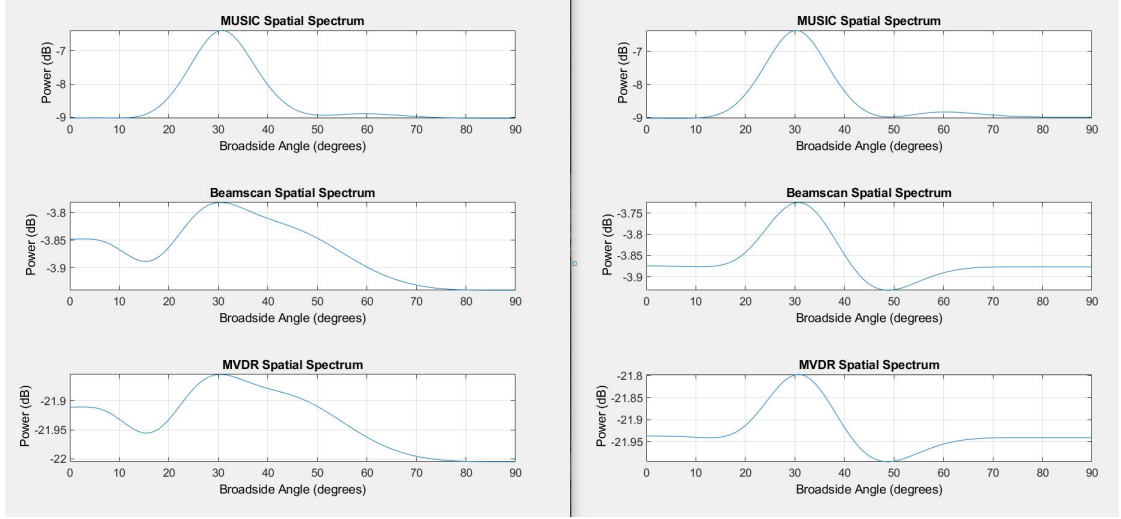 MUSIC Spatial Spectrum
Power (dB)
-7
-8
-9
0 10 20 30 40 50 60 70 80 90
Broadside Angle (degrees)
Beamscan Spatial Spectrum
Power (dB)
-3.8
-3.85
-3.9
0 10 20 30 40 50 60 70 80 90
Broadside Angle (degrees)
MVDR Spatial Spectrum
Power (dB)
-21.9
-21.95
-22
0 10 20 30 40 50 60 70 80 90
Broadside Angle (degrees)
MUSIC Spatial Spectrum
Power (dB)
-7
-8
-9
0 10 20 30 40 50 60 70 80 90
Broadside Angle (degrees)
Beamscan Spatial Spectrum
Power (dB)
-3.75
-3.8
-3.85
-3.9
0 10 20 30 40 50 60 70 80 90
Broadside Angle (degrees)
MVDR Spatial Spectrum
Power (dB)
-21.8
-21.85
-21.9
-21.95
0 10 20 30 40 50 60 70 80 90
Broadside Angle (degrees)